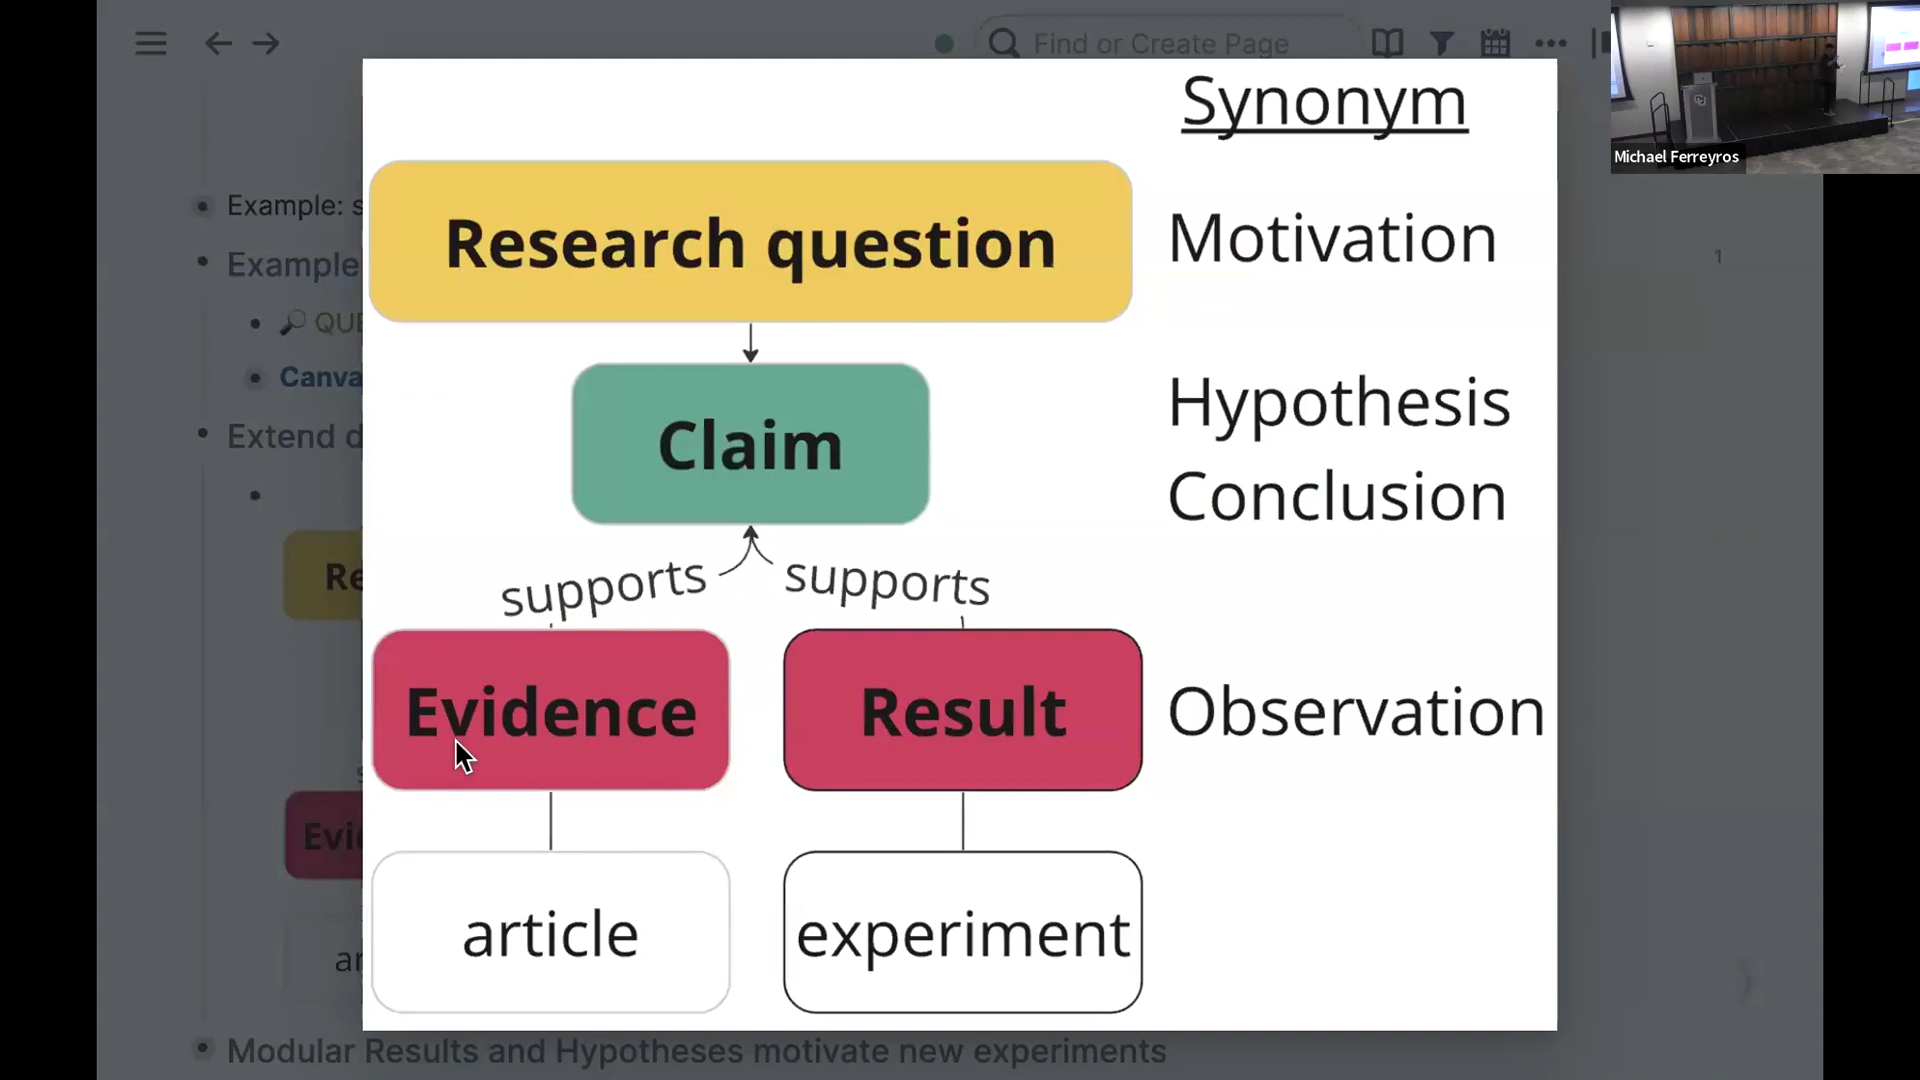 Find or Create Page
Michael Ferreyros
Synonym
Example: s
Research question
Motivation
Example
1
QUE
Canva
Claim
Hypothesis
Extend d
Conclusion
supports
supports
Re
Evidence
Result
Observation
Evi
article
experiment
ar
Modular Results and Hypotheses motivate new experiments